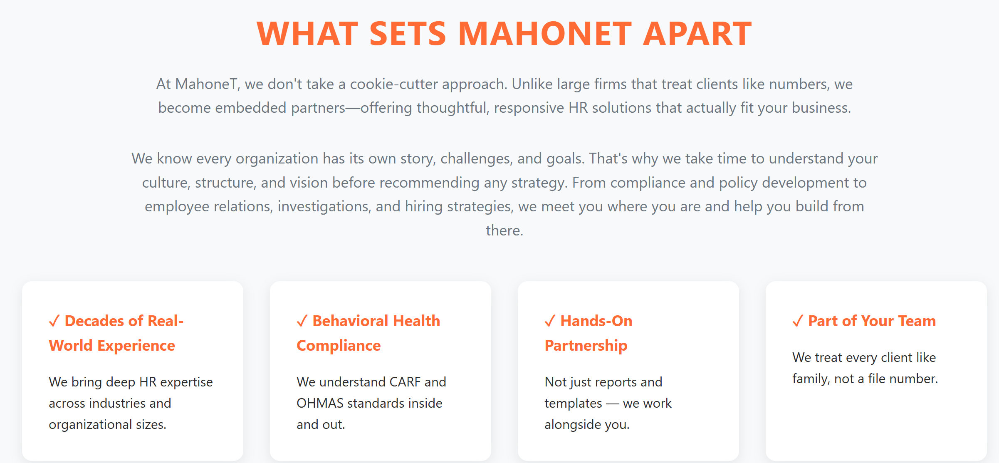 WHAT SETS MAHONET APART
At MahoneT, we don't take a cookie-cutter approach. Unlike large firms that treat clients like numbers, we
become embedded partners—offering thoughtful, responsive HR solutions that actually fit your business.
We know every organization has its own story, challenges, and goals. That's why we take time to understand your
culture, structure, and vision before recommending any strategy. From compliance and policy development to
employee relations, investigations, and hiring strategies, we meet you where you are and help you build from
there.
✓ Decades of Real-
World Experience
We bring deep HR expertise
across industries and
organizational sizes.
✓ Behavioral Health
Compliance
We understand CARF and
OHMAS standards inside
and out.
✓ Hands-On
Partnership
Not just reports and
templates — we work
alongside you.
✓ Part of Your Team
We treat every client like
family, not a file number.